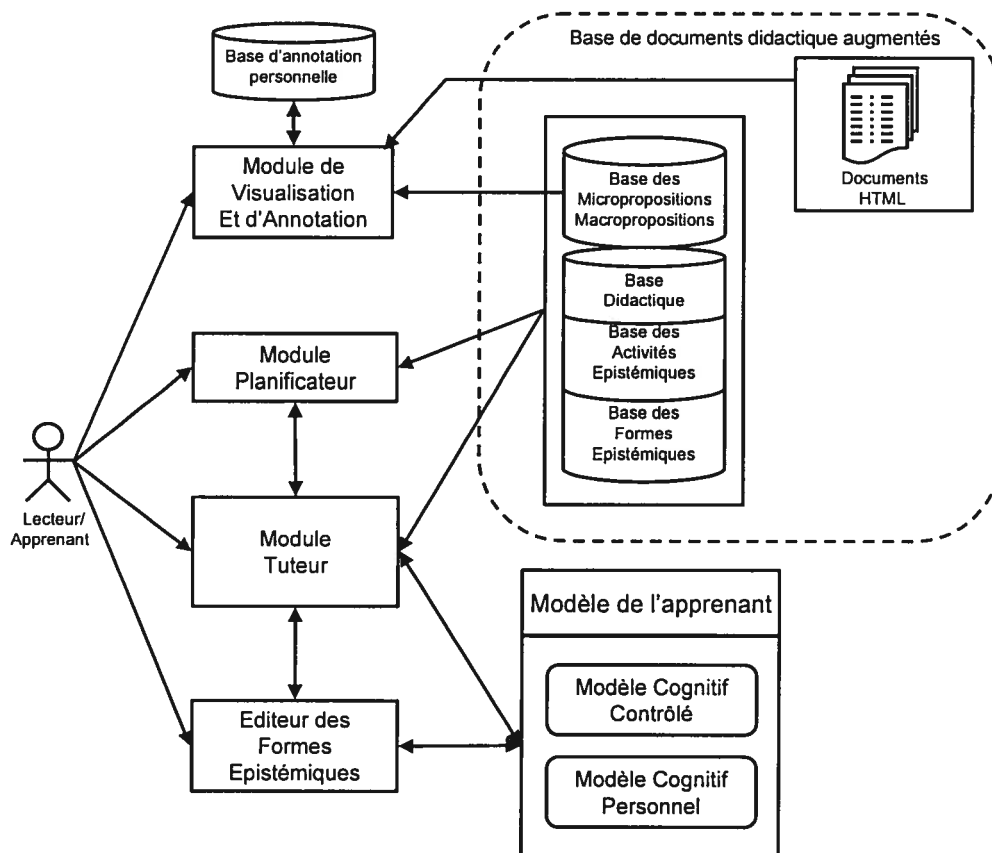 Base de documents didactique augmentés
Base d'annotation
personnelle
Module de
Visualisation
Et d'Annotation
Base des
Micropropositions
Macropropositions
Documents
HTML
Base
Didactique
Base des
Activités
Epistémiques
Base des
Formes
Epistémiques
Module
Planificateur
Lecteur/
Apprenant
Module
Tuteur
Editeur des
Formes
Epistémiques
Modèle de l'apprenant
Modèle Cognitif
Contrôlé
Modèle Cognitif
Personnel